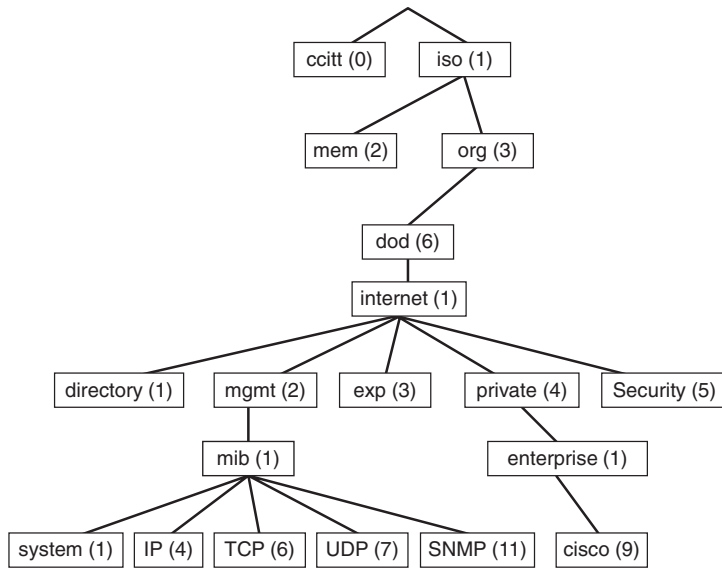 ccitt (0)
iso (1)
mem (2)
org (3)
dod (6)
internet (1)
directory (1)
mgmt (2)
exp (3)
private (4)
Security (5)
mib (1)
enterprise (1)
system (1)
IP (4)
TCP (6)
UDP (7)
SNMP (11)
cisco (9)